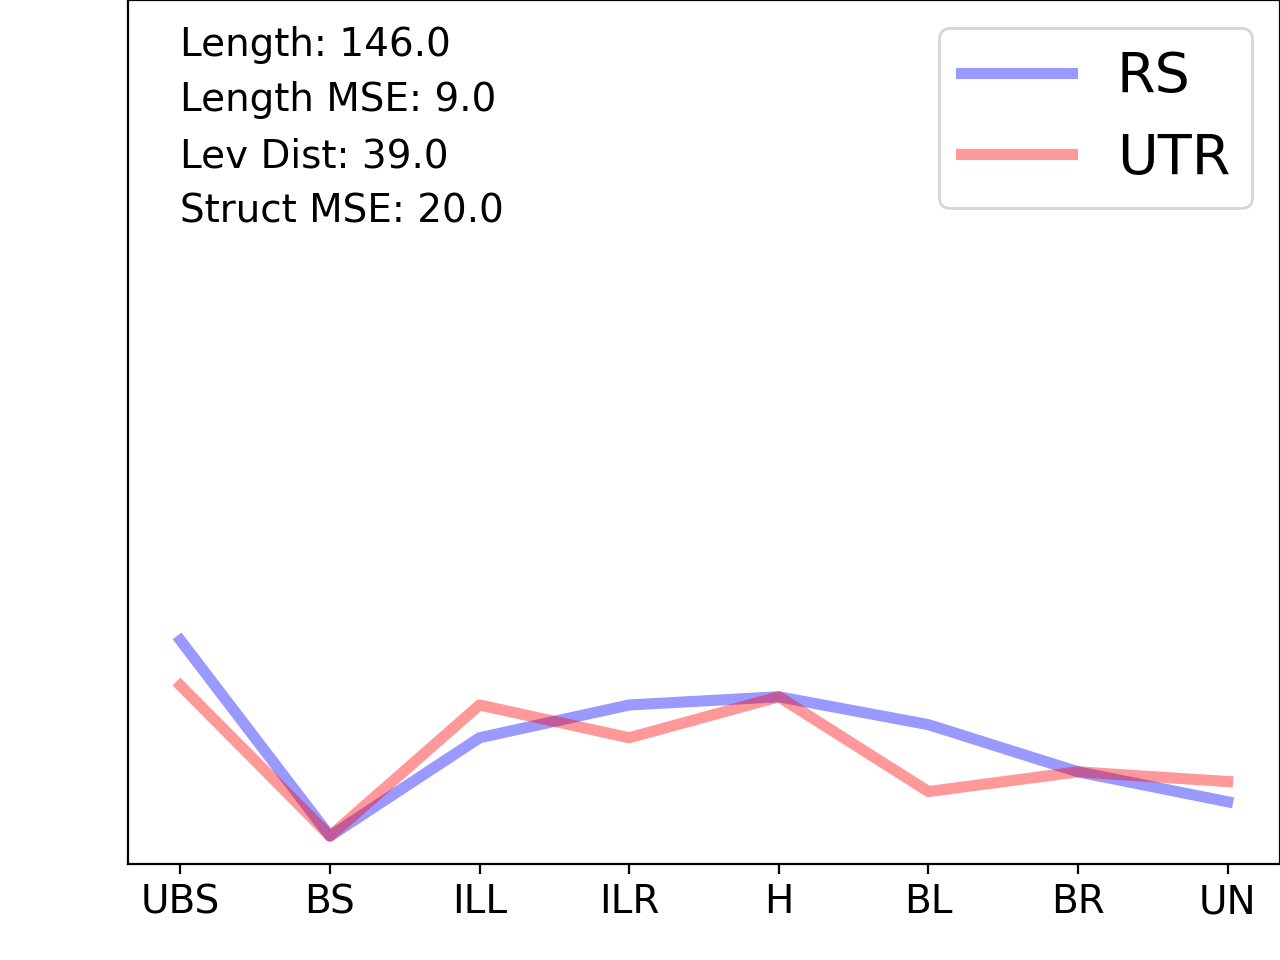 Length: 146.0
Length MSE: 9.0
Lev Dist: 39.0
Struct MSE: 20.0
RS
UTR
UBS BS ILL ILR H BL BR UN